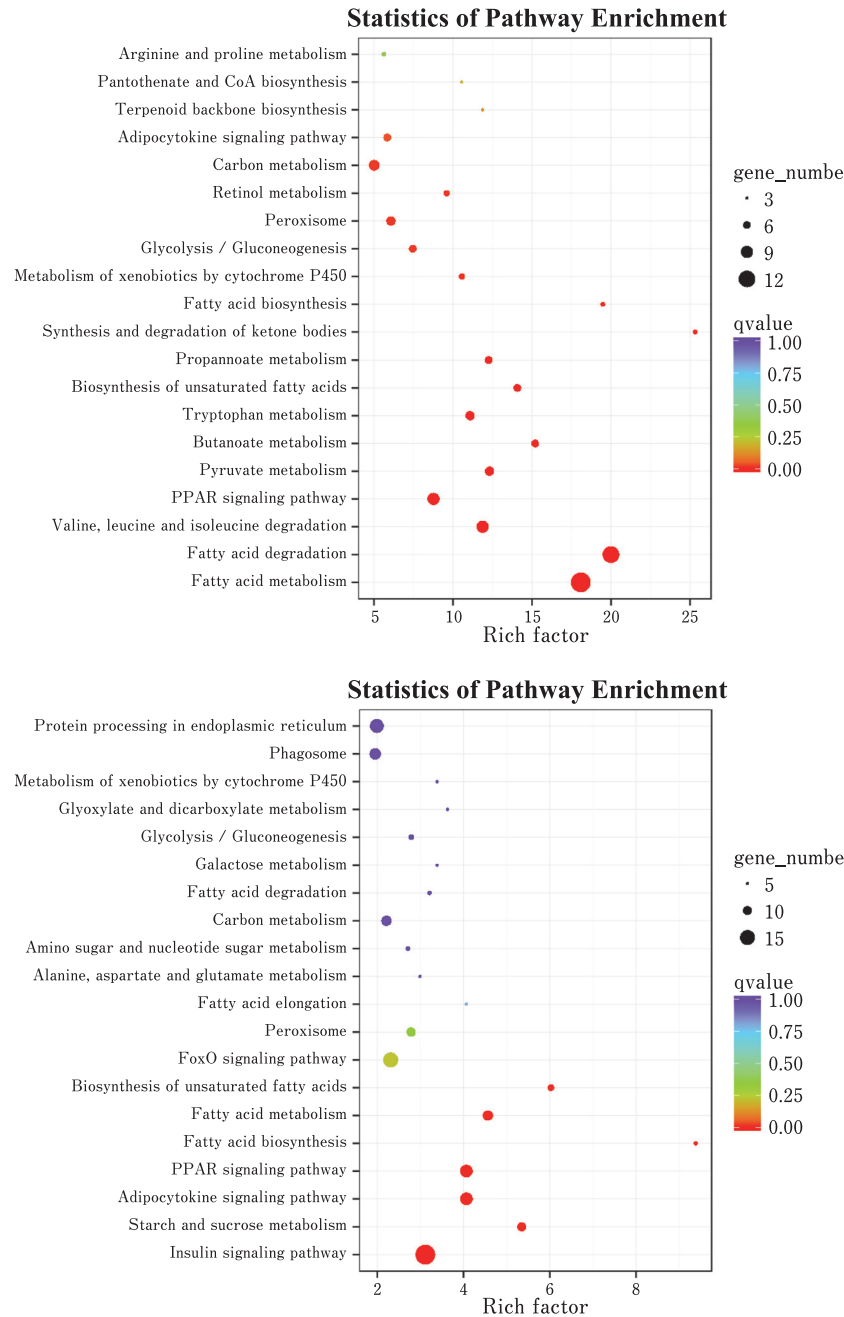 Statistics of Pathway Enrichment
Arginine and proline metabolism
Pantothenate and CoA biosynthesis
Terpenoid backbone biosynthesis
Adipocytokine signaling pathway
Carbon metabolism
Retinol metabolism
Peroxisome
Glycolysis / Gluconeogenesis
Metabolism of xenobiotics by cytochrome P450
Fatty acid biosynthesis
Synthesis and degradation of ketone bodies
Propannoate metabolism
Biosynthesis of unsaturated fatty acids
Tryptophan metabolism
Butanoate metabolism
Pyruvate metabolism
PPAR signaling pathway
Valine, leucine and isoleucine degradation
Fatty acid degradation
Fatty acid metabolism
5 10 15 20 25
Rich factor
gene_numbe
3
6
9
12
qvalue
1.00
0.75
0.50
0.25
0.00
Statistics of Pathway Enrichment
Protein processing in endoplasmic reticulum
Phagosome
Metabolism of xenobiotics by cytochrome P450
Glyoxylate and dicarboxylate metabolism
Glycolysis / Gluconeogenesis
Galactose metabolism
Fatty acid degradation
Carbon metabolism
Amino sugar and nucleotide sugar metabolism
Alanine, aspartate and glutamate metabolism
Fatty acid elongation
Peroxisome
FoxO signaling pathway
Biosynthesis of unsaturated fatty acids
Fatty acid metabolism
Fatty acid biosynthesis
PPAR signaling pathway
Adipocytokine signaling pathway
Starch and sucrose metabolism
Insulin signaling pathway
2 4 6 8
Rich factor
gene_numbe
5
10
15
qvalue
1.00
0.75
0.50
0.25
0.00